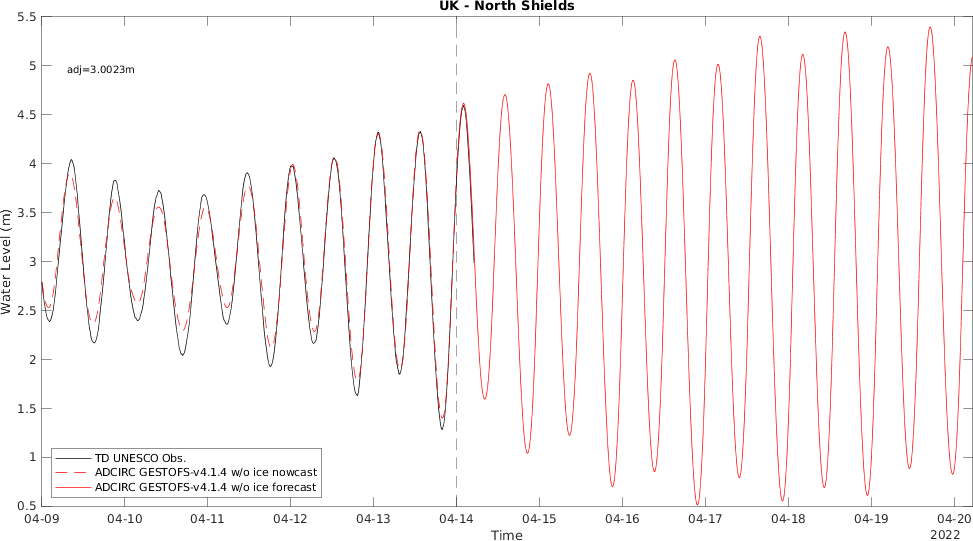 UK - North Shields
5.5
5
4.5
4
3.5
3
2.5
2
1.5
1
0.5
Water Level (m)
adj=3.0023m
TD UNESCO Obs.
ADCIRC GESTOFS-v4.1.4 w/o ice nowcast
ADCIRC GESTOFS-v4.1.4 w/o ice forecast
04-09 04-10 04-11 04-12 04-13 04-14 04-15 04-16 04-17 04-18 04-19 04-20
Time
2022